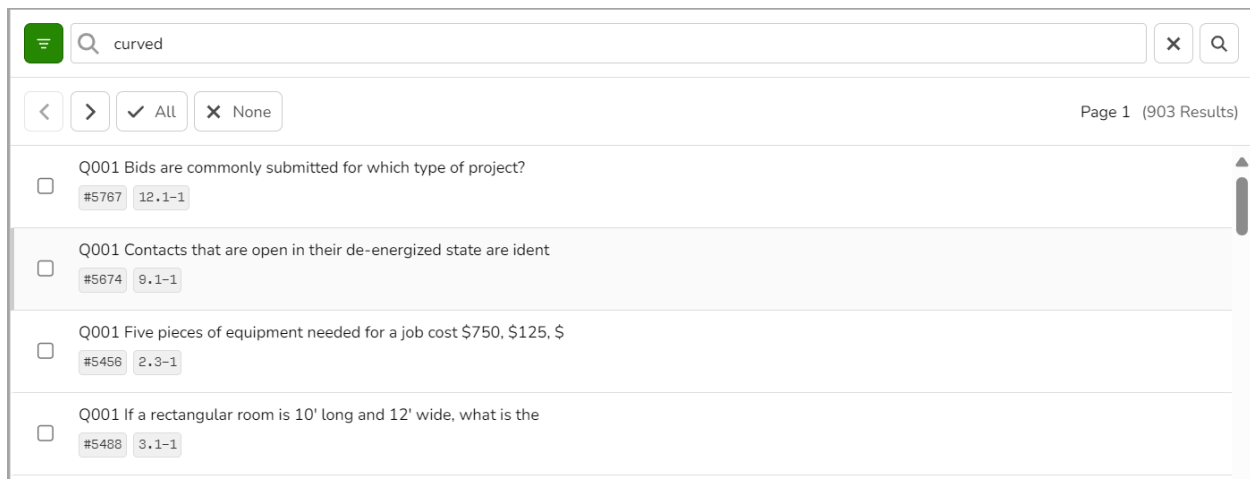 curved
All
None
Page 1 (903 Results)
Q001 Bids are commonly submitted for which type of project?
#5767 12.1-1
Q001 Contacts that are open in their de-energized state are ident
#5674 9.1-1
Q001 Five pieces of equipment needed for a job cost $750, $125, $
#5456 2.3-1
Q001 If a rectangular room is 10' long and 12' wide, what is the
#5488 3.1-1